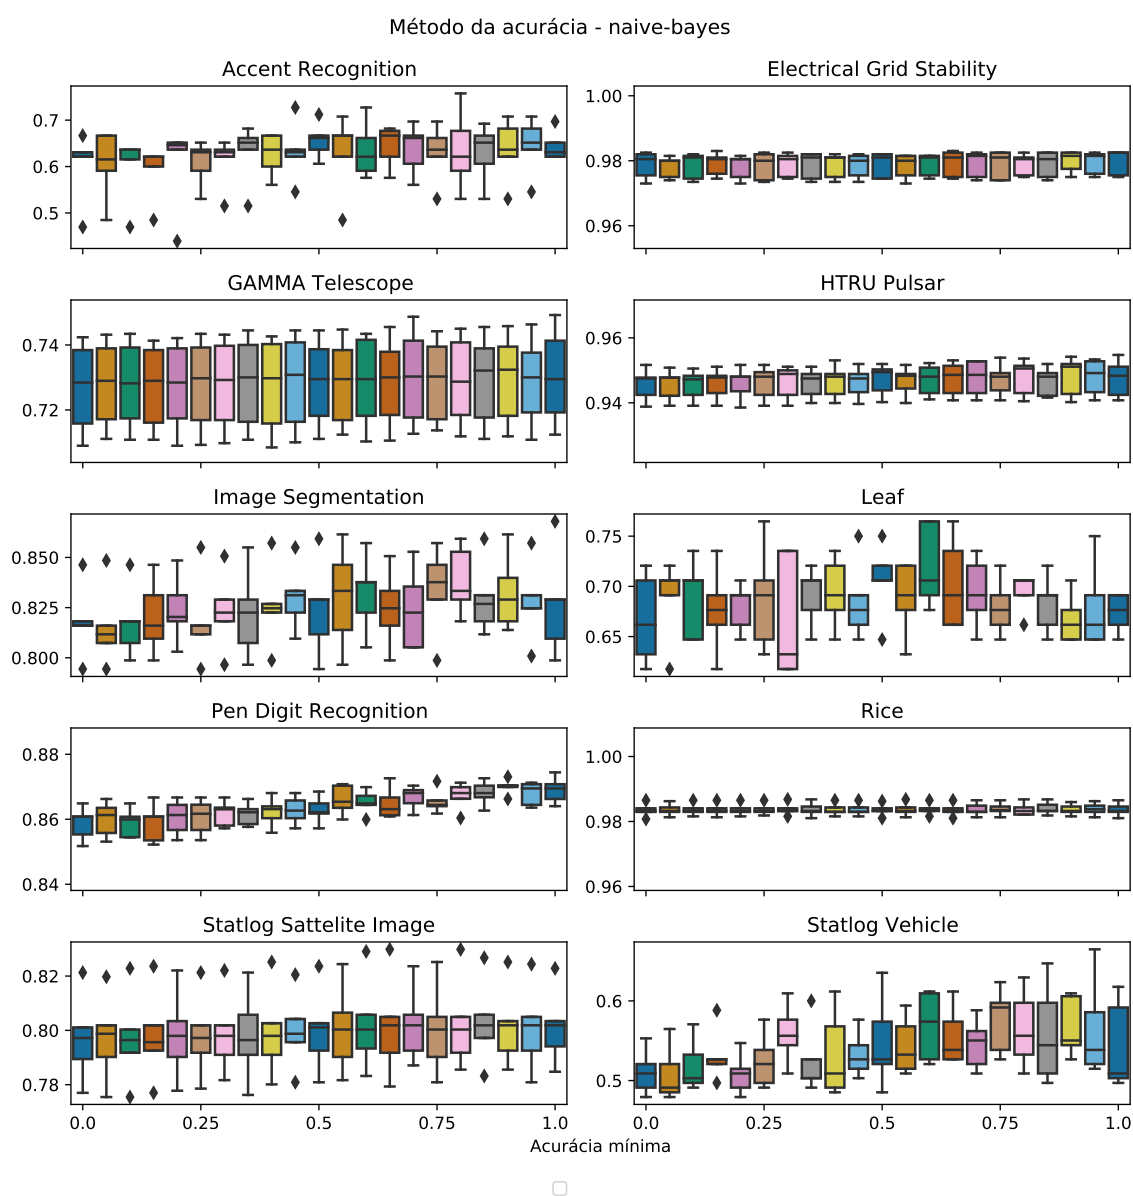 Método da acurácia - naive-bayes
Accent Recognition
0.7
0.6
0.5
Electrical Grid Stability
1.00
0.98
0.96
GAMMA Telescope
0.74
0.72
HTRU Pulsar
0.96
0.94
Image Segmentation
0.850
0.825
0.800
Leaf
0.75
0.70
0.65
Pen Digit Recognition
0.88
0.86
0.84
Rice
1.00
0.98
0.96
Statlog Sattelite Image
0.82
0.80
0.78
0.0 0.25 0.5 0.75 1.0
Statlog Vehicle
0.6
0.5
0.0 0.25 0.5 0.75 1.0
Acurácia mínima